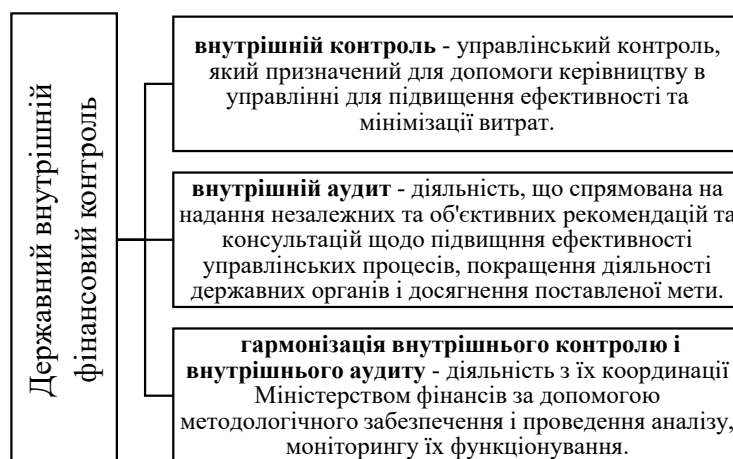 Державний внутрішній
фінансовий контроль
внутрішній контроль - управлінський контроль,
який призначений для допомоги керівництву в
управлінні для підвищення ефективності та
мінімізації витрат.
внутрішній аудит - діяльність, що спрямована на
надання незалежних та об'єктивних рекомендацій та
консультацій щодо підвищння ефективності
управлінських процесів, покращення діяльності
державних органів і досягнення поставленої мети.
гармонізація внутрішнього контролю і
внутрішнього аудиту - діяльність з їх координації
Міністерством фінансів за допомогою
методологічного забезпечення і проведення аналізу,
моніторингу їх функціонування.